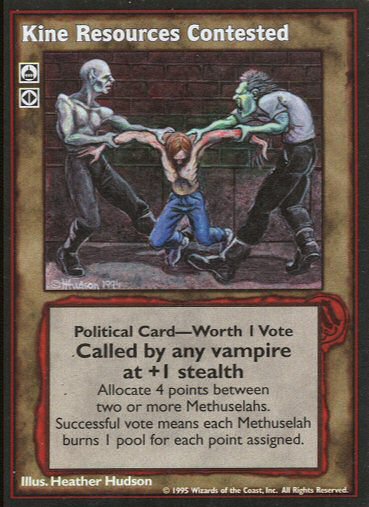 Kine Resources Contested
© Hudson 1994
Political Card—Worth 1 Vote
Called by any vampire
at +1 stealth
Allocate 4 points between
two or more Methuselahs.
Successful vote means each Methuselah
burns 1 pool for each point assigned.
Illus. Heather Hudson
© 1995 Wizards of the Coast, Inc. All Rights Reserved.